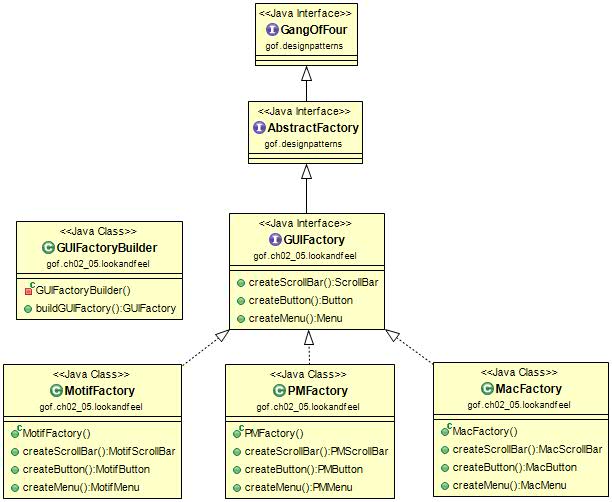 <<Java Interface>>
GangOfFour
gof.designpatterns
<<Java Interface>>
AbstractFactory
gof.designpatterns
<<Java Class>>
GUIFactoryBuilder
gof.ch02_05.lookandfeel
GUIFactoryBuilder()
buildGUIFactory():GUIFactory
<<Java Interface>>
GUIFactory
gof.ch02_05.lookandfeel
createScrollBar():ScrollBar
createButton():Button
createMenu():Menu
<<Java Class>>
MotifFactory
gof.ch02_05.lookandfeel
MotifFactory()
createScrollBar():MotifScrollBar
createButton():MotifButton
createMenu():MotifMenu
<<Java Class>>
PMFactory
gof.ch02_05.lookandfeel
PMFactory()
createScrollBar():PMScrollBar
createButton():PMButton
createMenu():PMMenu
<<Java Class>>
MacFactory
gof.ch02_05.lookandfeel
MacFactory()
createScrollBar():MacScrollBar
createButton():MacButton
createMenu():MacMenu